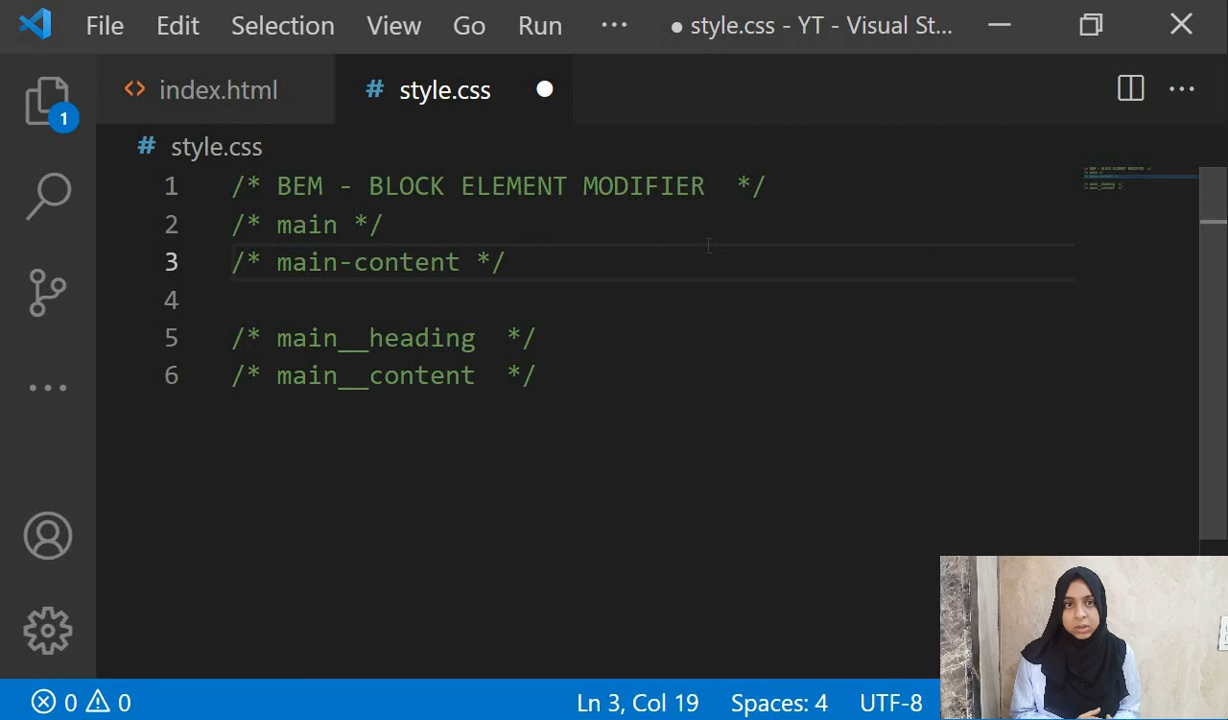 File Edit Selection View Go Run ··· ● style.css - YT - Visual St...
index.html # style.css
1
# style.css
1 /* BEM - BLOCK ELEMENT MODIFIER */
2 /* main */
3 /* main-content */
4
5 /* main__heading */
6 /* main__content */
0 0 Ln 3, Col 19 Spaces: 4 UTF-8